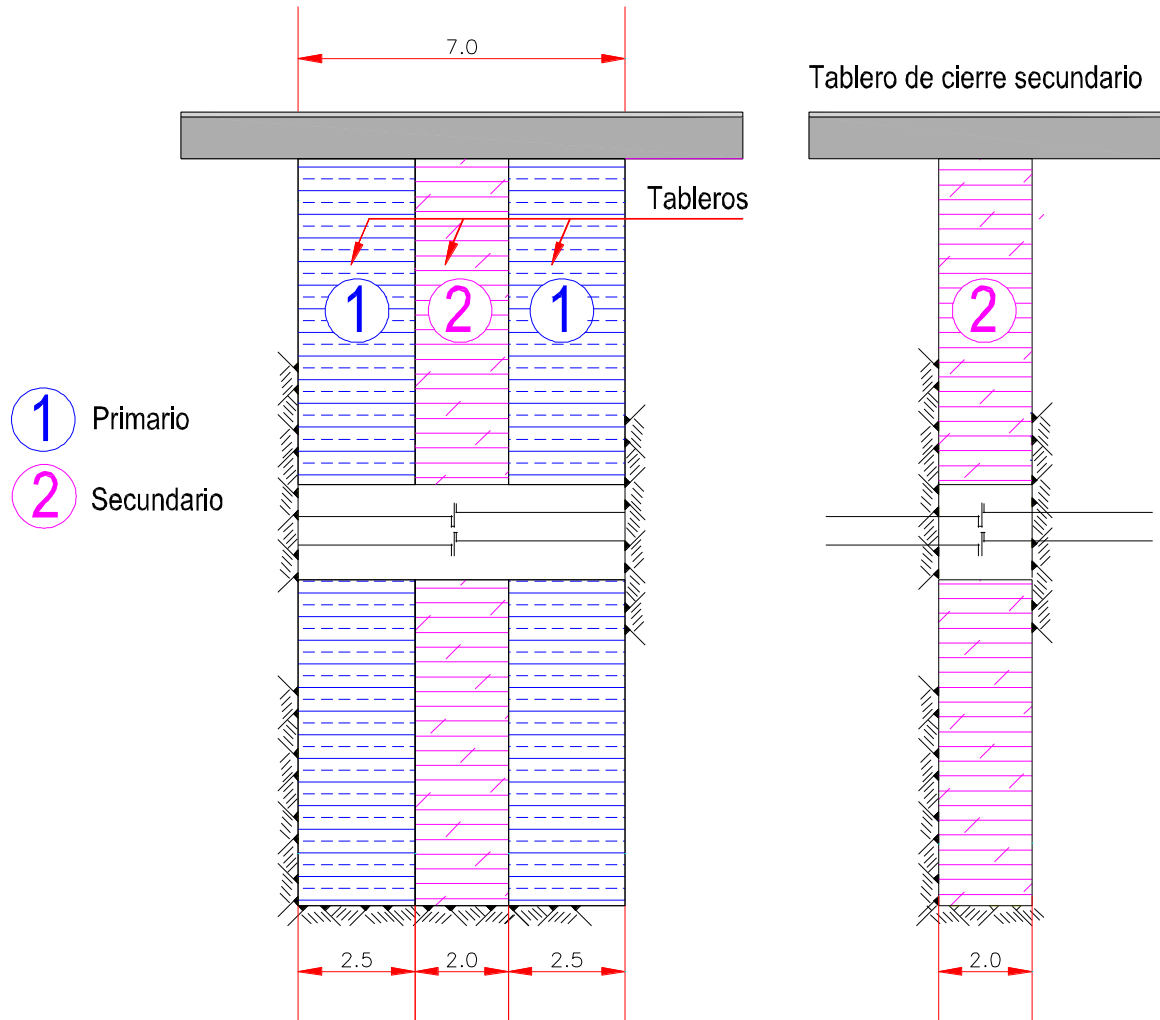 7.0
Tablero de cierre secundario
Tableros
1
2
1
2
1 Primario
2 Secundario
2.5
2.0
2.5
2.0